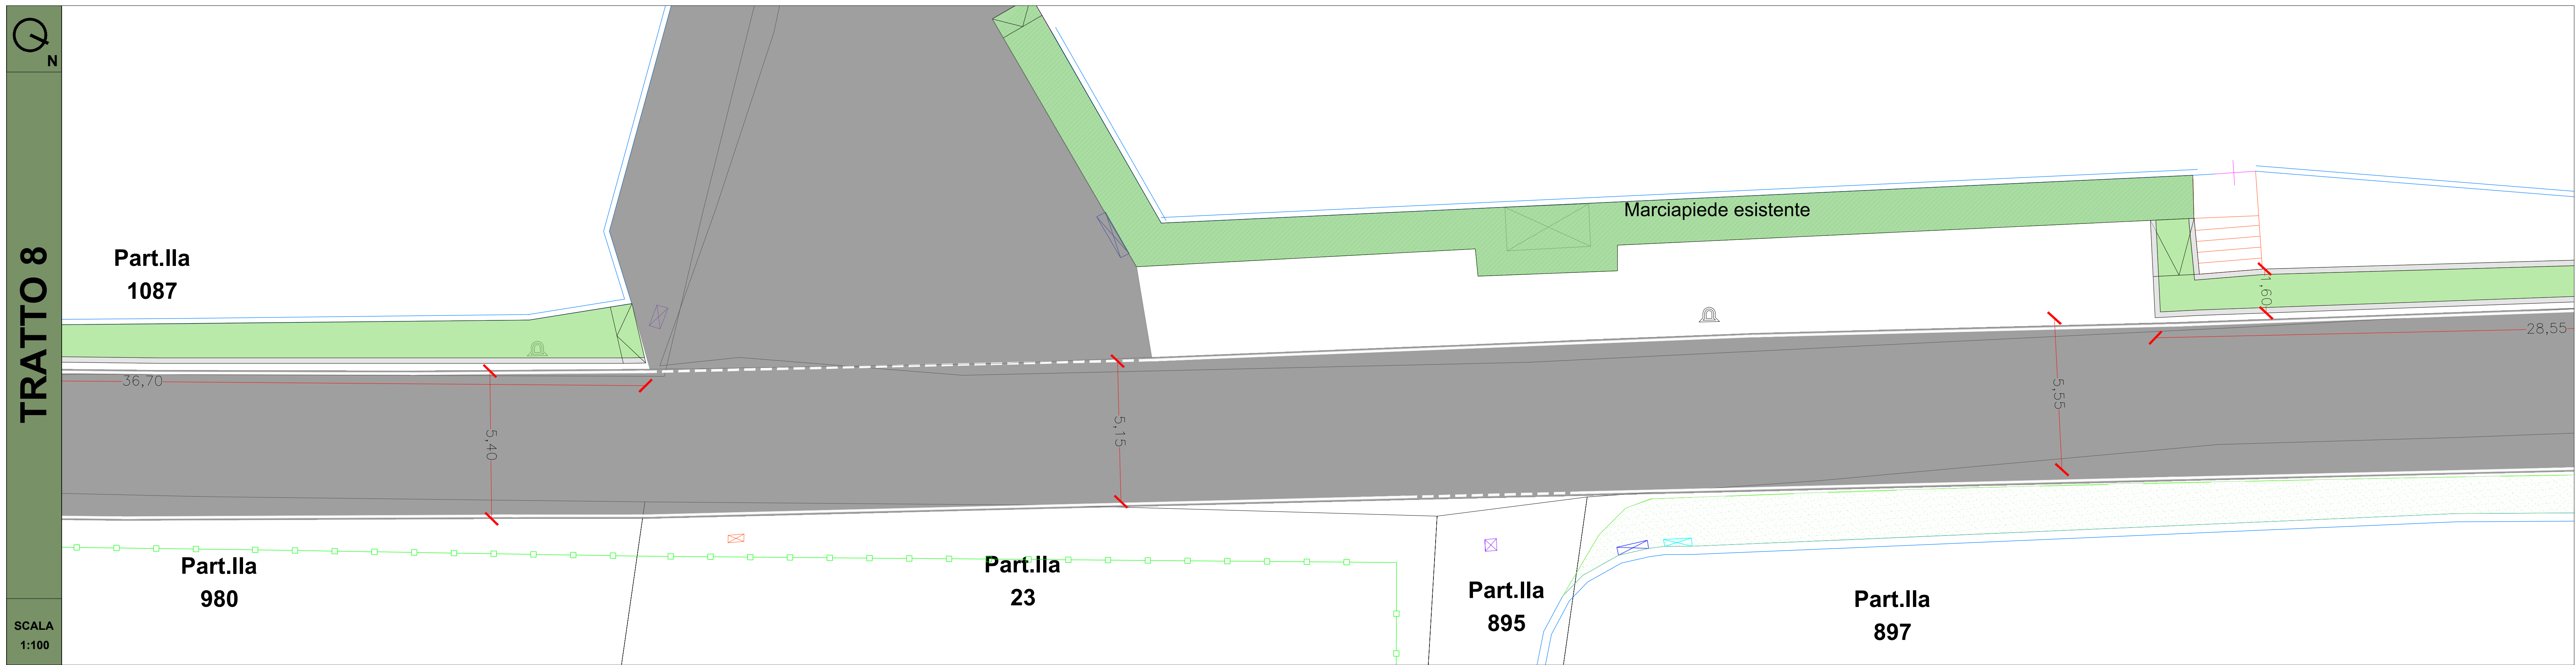 N
TRATTO 8
SCALA
1:100
Part.lla
1087
Marciapiede esistente
1,60
28,55
36,70
5,40
5,15
5,55
Part.lla
980
Part.lla
23
Part.lla
895
Part.lla
897